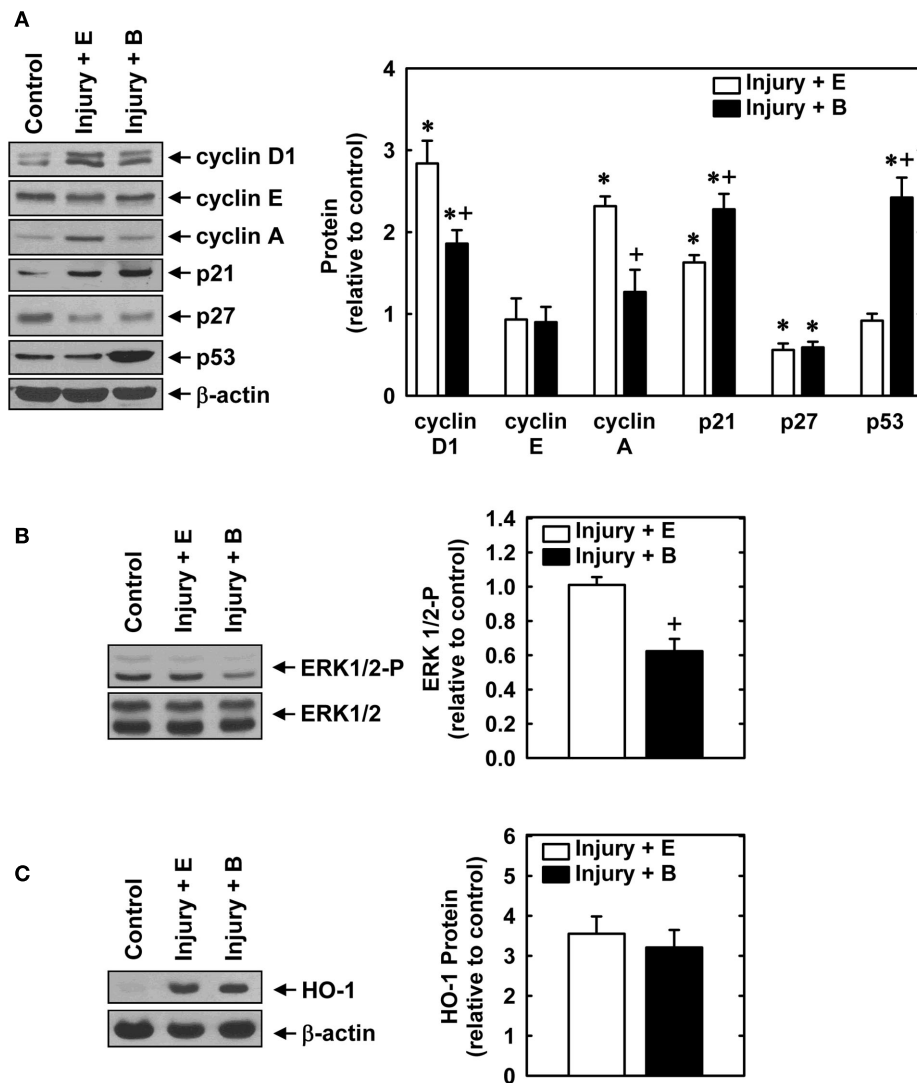 A
Control
Injury + E
Injury + B
cyclin D1
cyclin E
cyclin A
p21
p27
p53
β-actin
Protein
(relative to control)
4
3
2
1
0
Injury + E
Injury + B
*
*+
*
+
*
*+
*
*
*+
cyclin D1
cyclin E
cyclin A
p21
p27
p53
B
Control
Injury + E
Injury + B
ERK1/2-P
ERK1/2
ERK 1/2-P
(relative to control)
1.4
1.2
1.0
0.8
0.6
0.4
0.2
0.0
Injury + E
Injury + B
+
C
Control
Injury + E
Injury + B
HO-1
β-actin
HO-1 Protein
(relative to control)
6
5
4
3
2
1
0
Injury + E
Injury + B